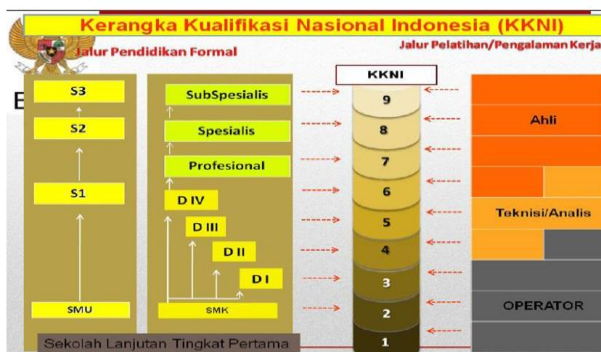 Kerangka Kualifikasi Nasional Indonesia (KKNI)
Jalur Pendidikan Formal
Jalur Pelatihan/Pengalaman Kerja
KKNI
S3
S2
S1
SMU
SubSpesialis
Spesialis
Profesional
D IV
D III
D II
D I
SMK
Sekolah Lanjutan Tingkat Pertama
9
8
7
6
5
4
3
2
1
Ahli
Teknisi/Analis
OPERATOR